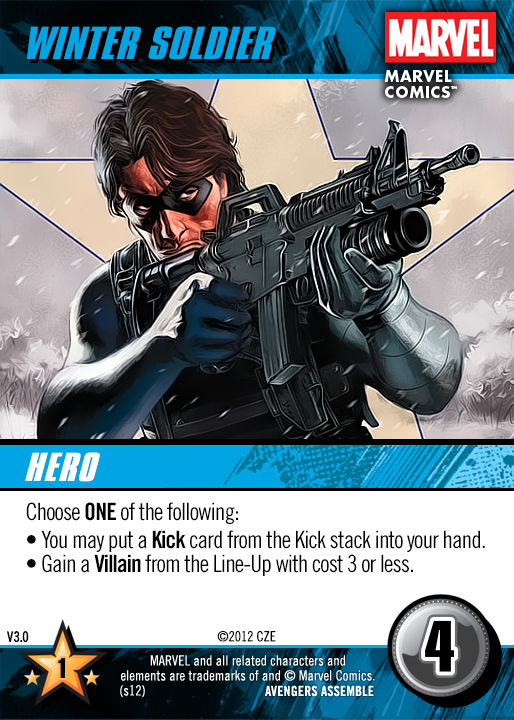 WINTER SOLDIER
MARVEL
MARVEL
COMICS™
HERO
Choose ONE of the following:
• You may put a Kick card from the Kick stack into your hand.
• Gain a Villain from the Line-Up with cost 3 or less.
V3.0
©2012 CZE
1
4
MARVEL and all related characters and
elements are trademarks of and © Marvel Comics.
(s12)
AVENGERS ASSEMBLE